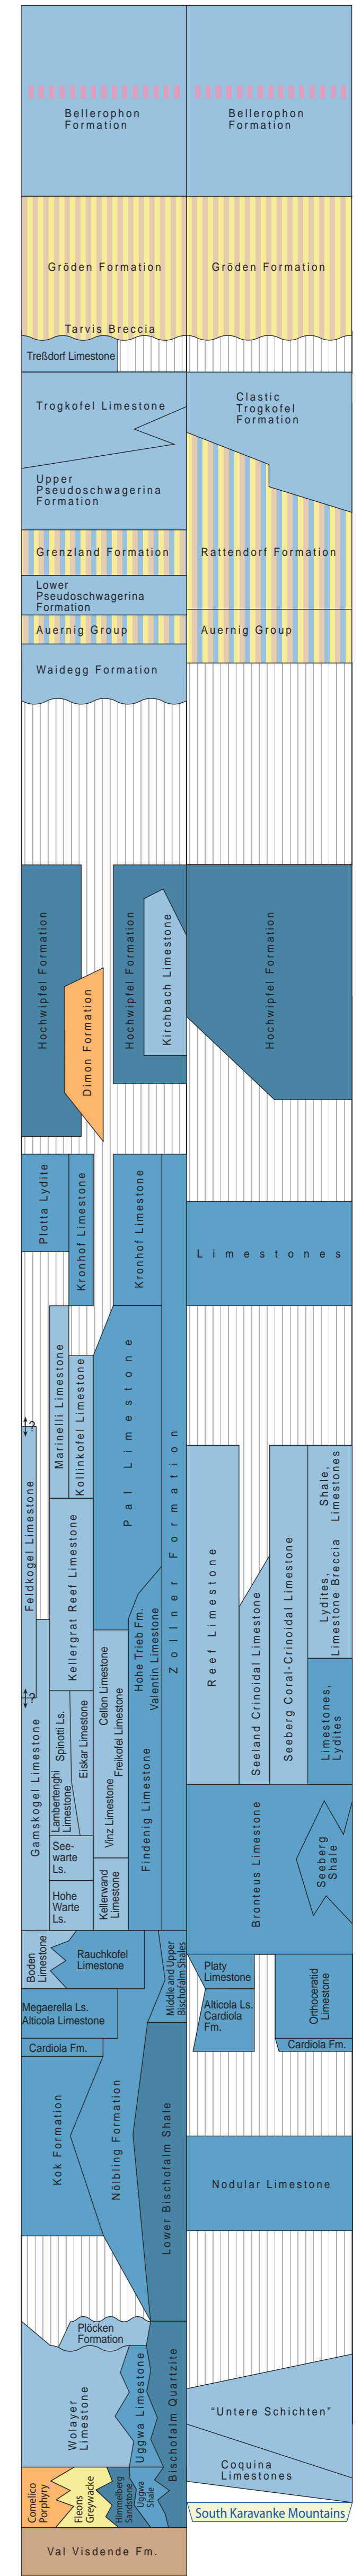 Bellerophon
Formation
Bellerophon
Formation
Gröden Formation
Gröden Formation
Tarvis Breccia
Treßdorf Limestone
Trogkofel Limestone
Clastic
Trogkofel
Formation
Upper
Pseudoschwagerina
Formation
Grenzland Formation
Rattendorf Formation
Lower
Pseudoschwagerina
Formation
Auernig Group
Auernig Group
Waidegg Formation
Hochwipfel Formation
Dimon Formation
Hochwipfel Formation
Kirchbach Limestone
Hochwipfel Formation
Plotta Lydite
Kronhof Limestone
Kronhof Limestone
Limestones
Marinelli Limestone
Kollinkofel Limestone
Pal Limestone
Zollner Formation
?
Feldkogel Limestone
Kellergrat Reef Limestone
Reef Limestone
Seeland Crinoidal Limestone
Seeberg Coral-Crinoidal Limestone
Shale,
Limestones
Lydites,
Limestone Breccia
Limestones,
Lydites
Hohe Trieb Fm.
Valentin Limestone
?
Gamskogel Limestone
Spinotti Ls.
Lambertenghi
Limestone
Eiskar Limestone
Cellon Limestone
Freikofel Limestone
Vinz Limestone
Findenig Limestone
See-
warte
Ls.
Hohe
Warte
Ls.
Kellerwand
Limestone
Bronteus Limestone
Seeberg
Shale
Boden
Limestone
Rauchkofel
Limestone
Middle and Upper
Bischofalm Shales
Platy
Limestone
Alticola Ls.
Cardiola
Fm.
Orthoceratid
Limestone
Cardiola Fm.
Megaerella Ls.
Alticola Limestone
Cardiola Fm.
Kok Formation
Nölbling Formation
Lower Bischofalm Shale
Nodular Limestone
Plöcken
Formation
Wolayer
Limestone
Uggwa Limestone
Bischofalm Quartzite
"Untere Schichten"
Coquina
Limestones
Comelico
Porphyry
Fleons
Greywacke
Himmelberg
Sandstone
Uggwa
Shale
South Karavanke Mountains
Val Visdende Fm.